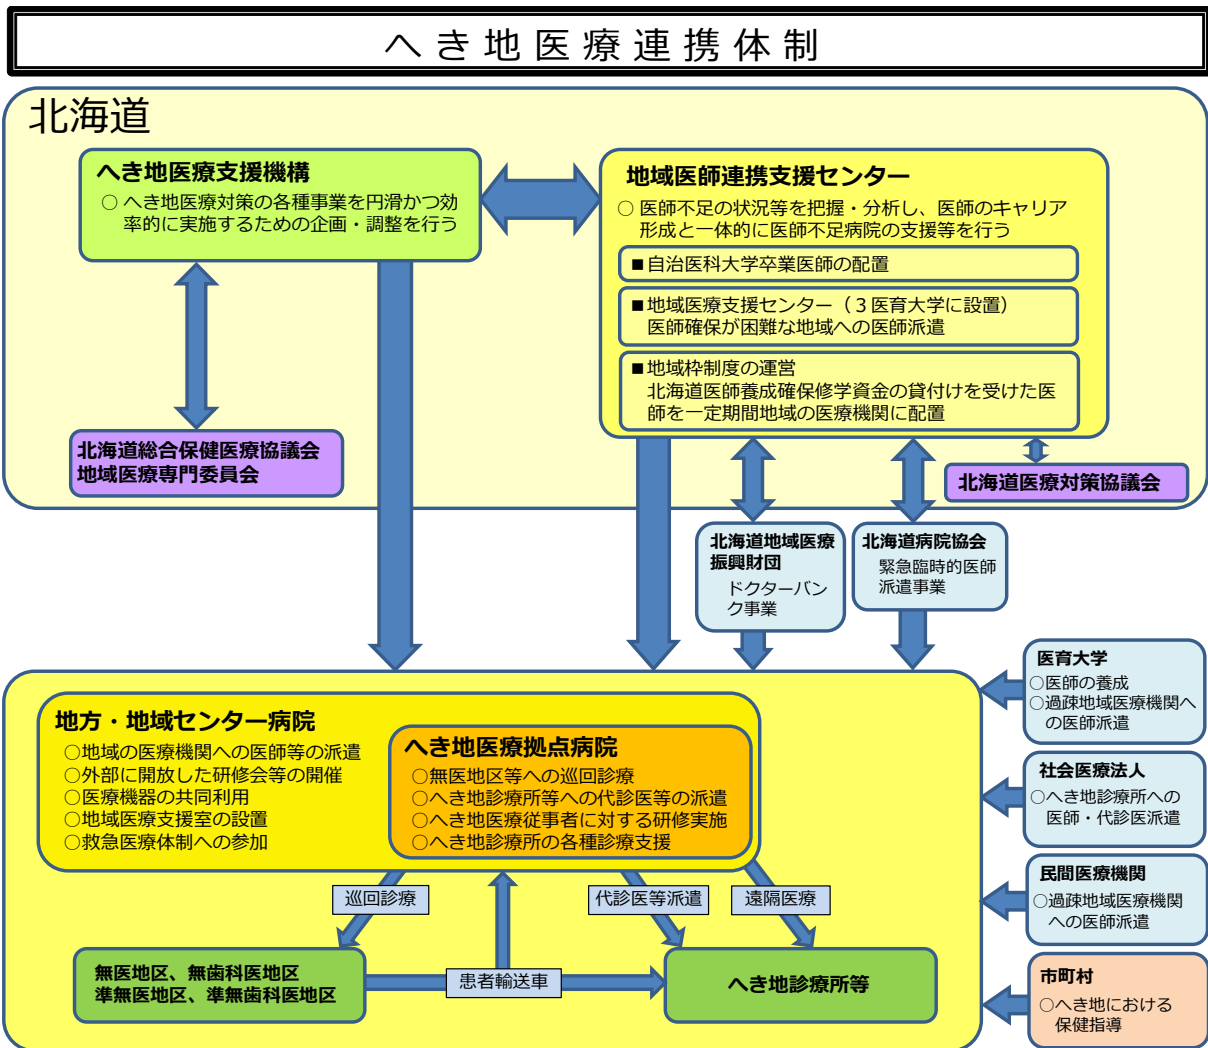 へき地医療連携体制
北海道
へき地医療支援機構
○ へき地医療対策の各種事業を円滑かつ効
率的に実施するための企画・調整を行う
地域医師連携支援センター
○ 医師不足の状況等を把握・分析し、医師のキャリア
形成と一体的に医師不足病院の支援等を行う
■自治医科大学卒業医師の配置
■地域医療支援センター（３医育大学に設置）
医師確保が困難な地域への医師派遣
■地域枠制度の運営
北海道医師養成確保修学資金の貸付けを受けた医
師を一定期間地域の医療機関に配置
北海道総合保健医療協議会
地域医療専門委員会
北海道医療対策協議会
北海道地域医療
振興財団
ドクターバン
ク事業
北海道病院協会
緊急臨時的医師
派遣事業
地方・地域センター病院
○地域の医療機関への医師等の派遣
○外部に開放した研修会等の開催
○医療機器の共同利用
○地域医療支援室の設置
○救急医療体制への参加
へき地医療拠点病院
○無医地区等への巡回診療
○へき地診療所等への代診医等の派遣
○へき地医療従事者に対する研修実施
○へき地診療所の各種診療支援
巡回診療
代診医等派遣
遠隔医療
無医地区、無歯科医地区
準無医地区、準無歯科医地区
患者輸送車
へき地診療所等
医育大学
○医師の養成
○過疎地域医療機関へ
の医師派遣
社会医療法人
○へき地診療所への
医師・代診医派遣
民間医療機関
○過疎地域医療機関
への医師派遣
市町村
○へき地における
保健指導